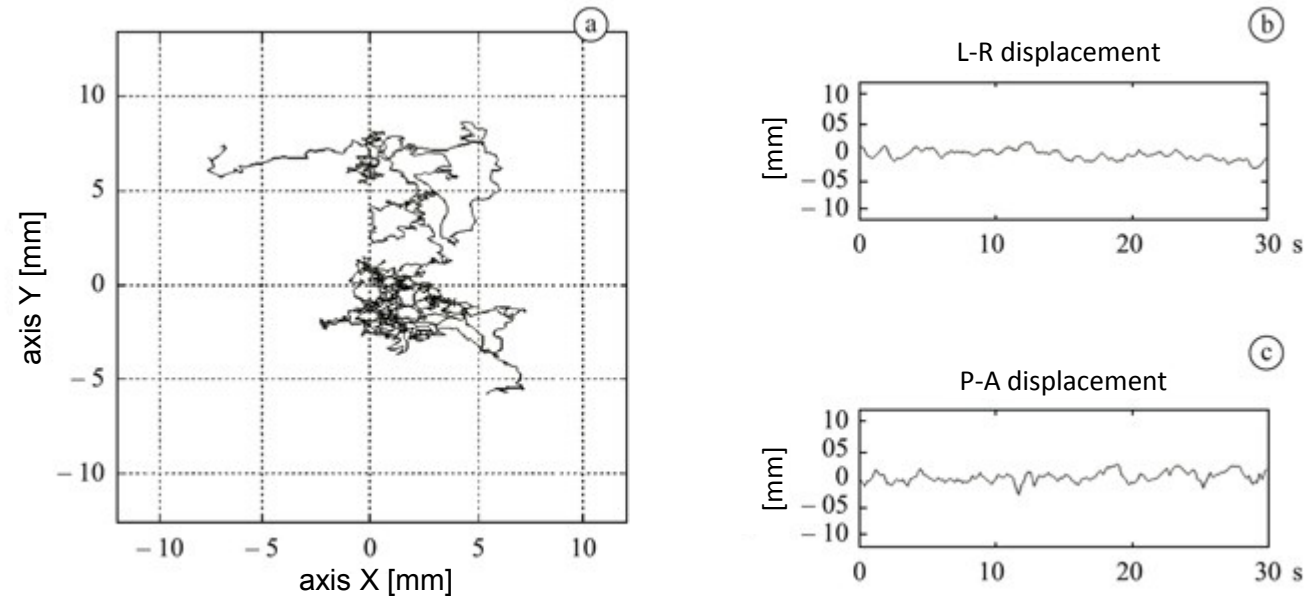 a
10
5
0
– 5
– 10
axis Y [mm]
– 10 – 5 0 5 10
axis X [mm]
b
L-R displacement
10
05
0
– 05
– 10
[mm]
0 10 20 30 s
c
P-A displacement
10
05
0
– 05
– 10
[mm]
0 10 20 30 s